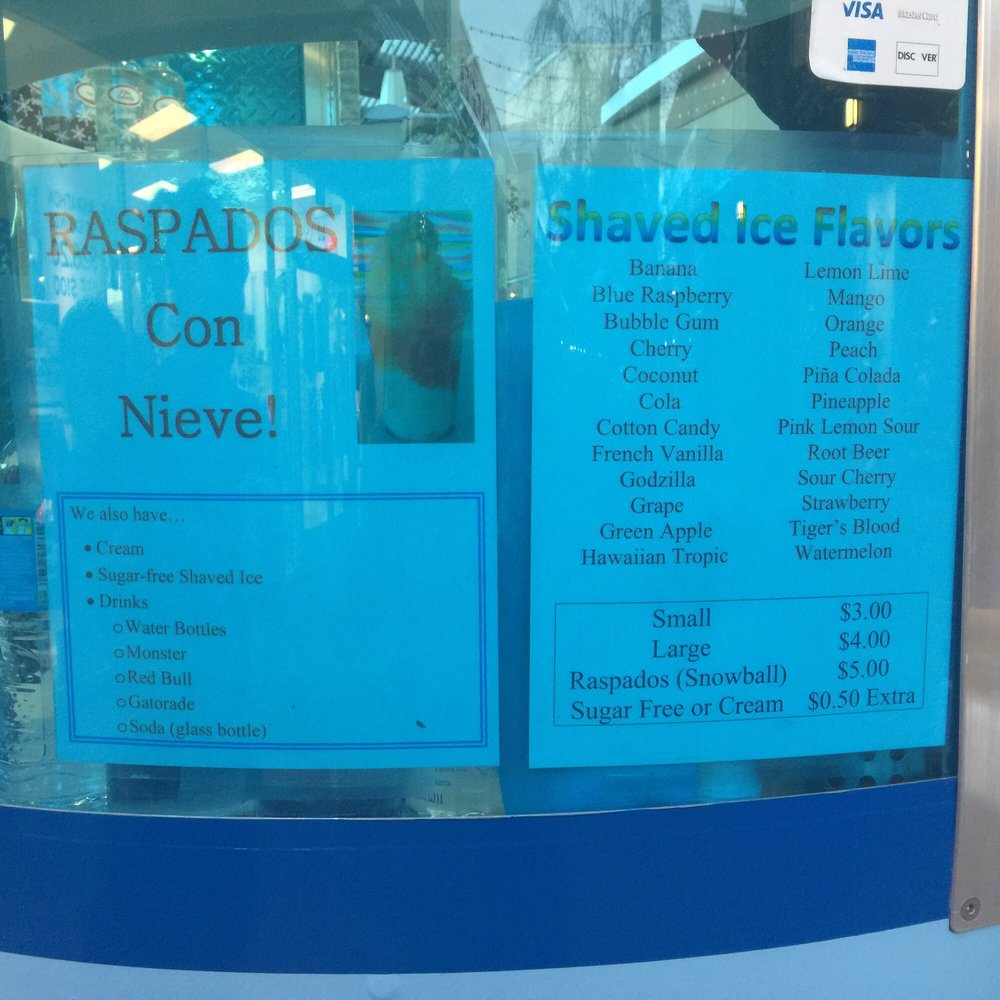 VISA
MasterCard
AMERICAN EXPRESS
DISCOVER
RASPADOS
Con
Nieve!
We also have…
• Cream
• Sugar-free Shaved Ice
• Drinks
o Water Bottles
o Monster
o Red Bull
o Gatorade
o Soda (glass bottle)
Shaved Ice Flavors
Banana
Blue Raspberry
Bubble Gum
Cherry
Coconut
Cola
Cotton Candy
French Vanilla
Godzilla
Grape
Green Apple
Hawaiian Tropic
Lemon Lime
Mango
Orange
Peach
Piña Colada
Pineapple
Pink Lemon Sour
Root Beer
Sour Cherry
Strawberry
Tiger's Blood
Watermelon
Small $3.00
Large $4.00
Raspados (Snowball) $5.00
Sugar Free or Cream $0.50 Extra